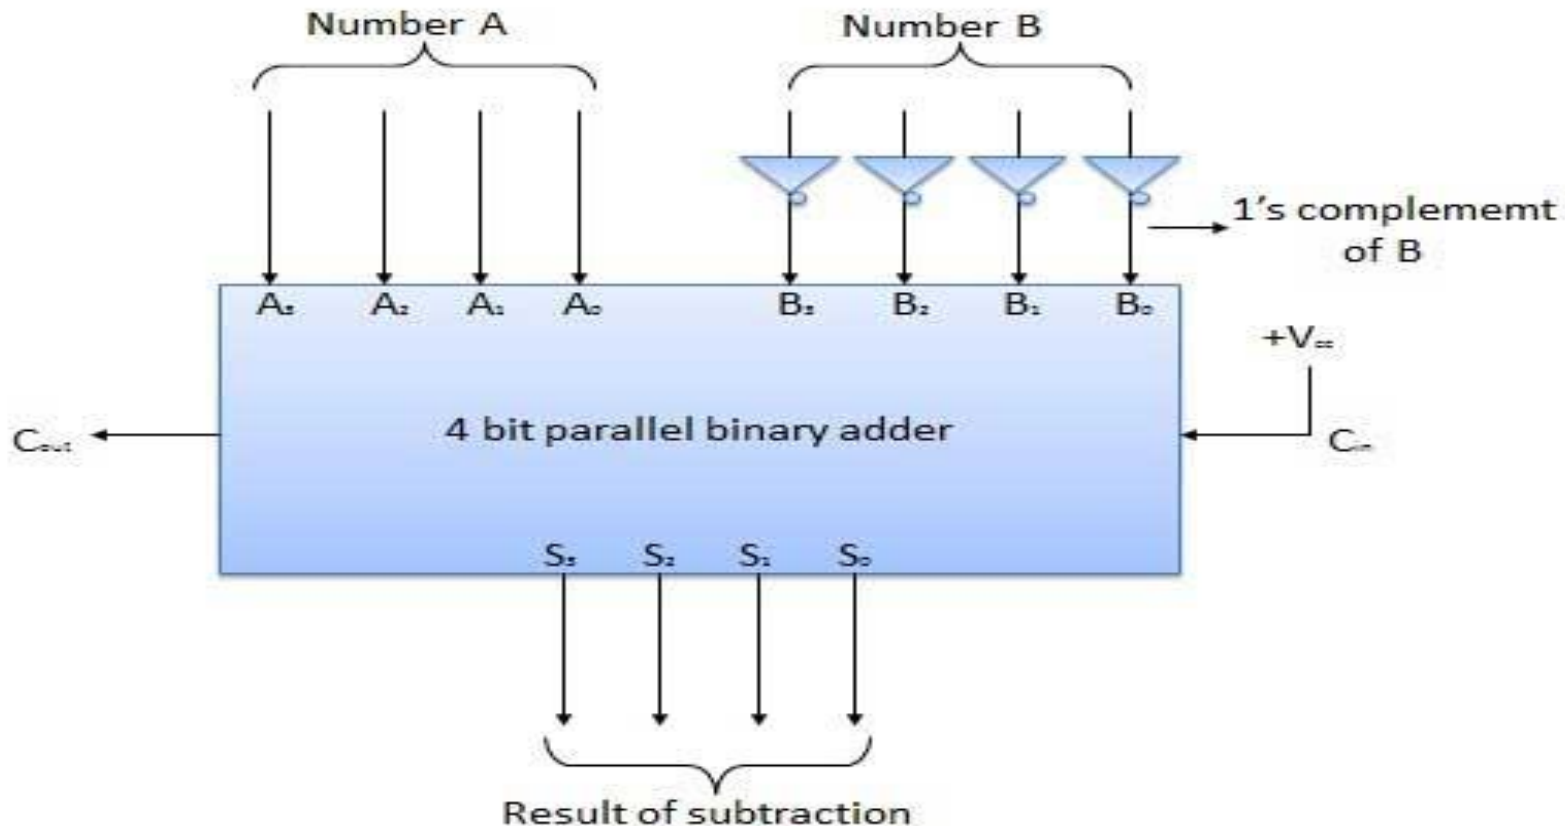 Number A
Number B
1's complememt
of B
A₃ A₂ A₁ A₀ B₃ B₂ B₁ B₀
+Vcc
4 bit parallel binary adder
Cout
Cin
S₃ S₂ S₁ S₀
Result of subtraction